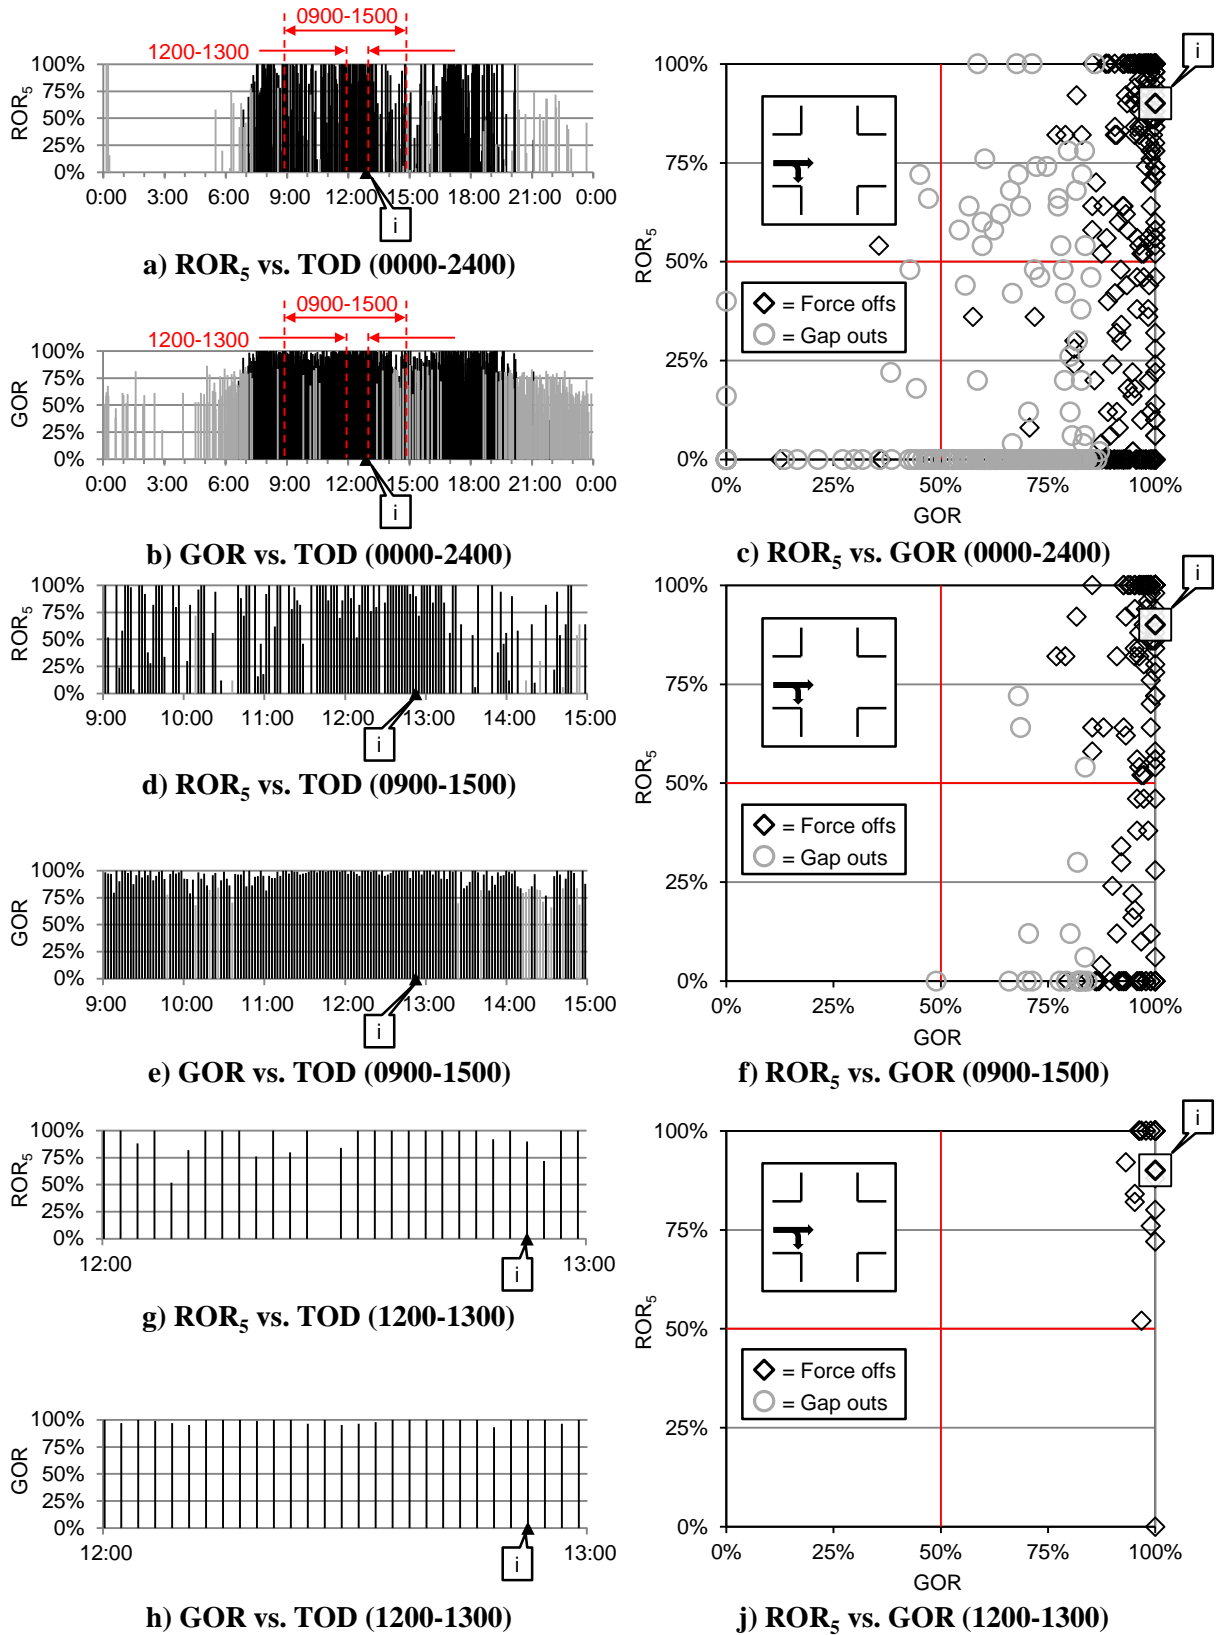 0900-1500
1200-1300
100%
75%
50%
25%
0%
ROR5
0:00 3:00 6:00 9:00 12:00 15:00 18:00 21:00 0:00
i
a) ROR5 vs. TOD (0000-2400)
0900-1500
1200-1300
100%
75%
50%
25%
0%
GOR
0:00 3:00 6:00 9:00 12:00 15:00 18:00 21:00 0:00
i
b) GOR vs. TOD (0000-2400)
i
100%
75%
50%
25%
0%
ROR5
= Force offs
= Gap outs
0% 25% 50% 75% 100%
GOR
c) ROR5 vs. GOR (0000-2400)
100%
75%
50%
25%
0%
ROR5
9:00 10:00 11:00 12:00 13:00 14:00 15:00
i
d) ROR5 vs. TOD (0900-1500)
100%
75%
50%
25%
0%
GOR
9:00 10:00 11:00 12:00 13:00 14:00 15:00
i
e) GOR vs. TOD (0900-1500)
i
100%
75%
50%
25%
0%
ROR5
= Force offs
= Gap outs
0% 25% 50% 75% 100%
GOR
f) ROR5 vs. GOR (0900-1500)
100%
75%
50%
25%
0%
ROR5
12:00 13:00
i
g) ROR5 vs. TOD (1200-1300)
100%
75%
50%
25%
0%
GOR
12:00 13:00
i
h) GOR vs. TOD (1200-1300)
i
100%
75%
50%
25%
0%
ROR5
= Force offs
= Gap outs
0% 25% 50% 75% 100%
GOR
j) ROR5 vs. GOR (1200-1300)